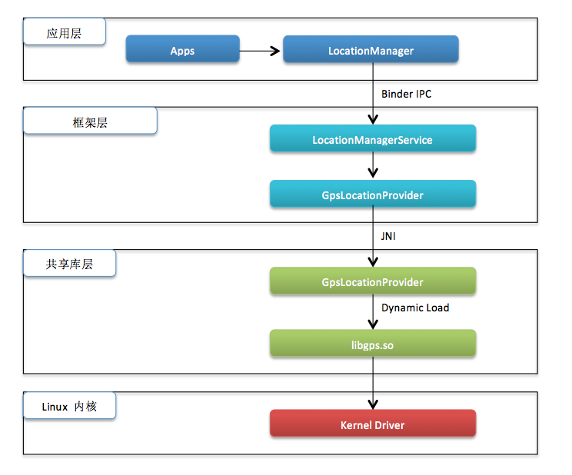 应用层
Apps
LocationManager
Binder IPC
框架层
LocationManagerService
GpsLocationProvider
JNI
共享库层
GpsLocationProvider
Dynamic Load
libgps.so
Linux 内核
Kernel Driver